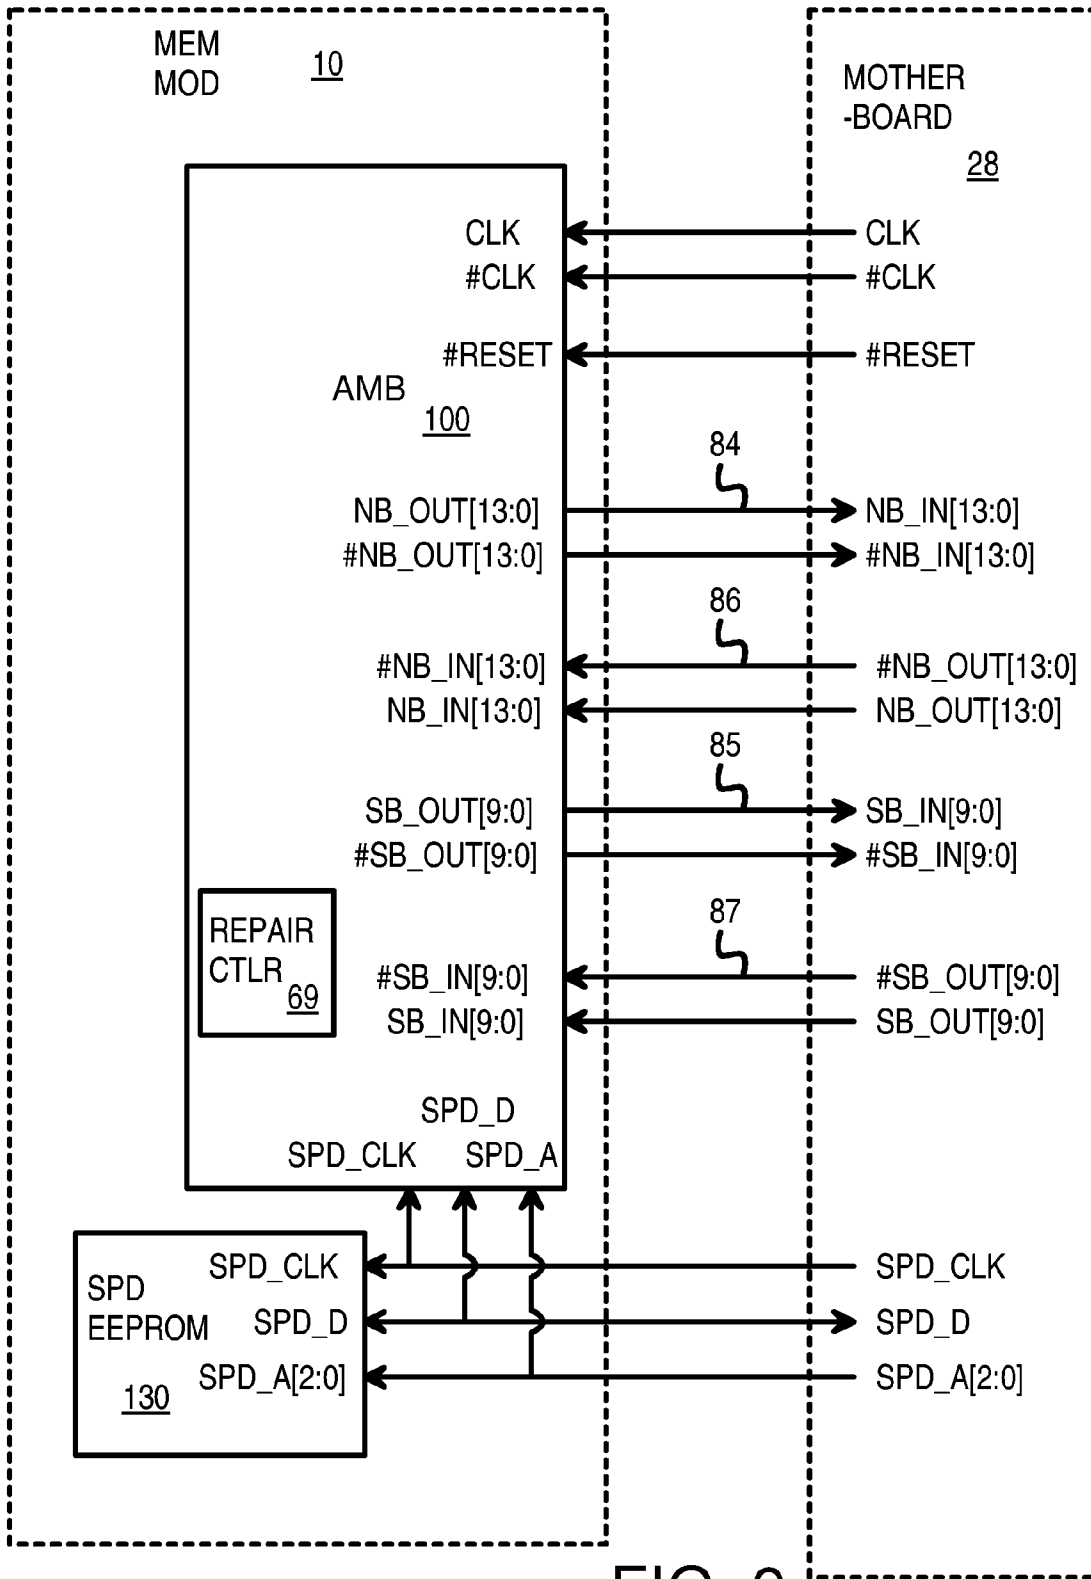 MEM
MOD
10
MOTHER
-BOARD
28
CLK
CLK
#CLK
#CLK
#RESET
#RESET
AMB
100
84
NB_OUT[13:0]
NB_IN[13:0]
#NB_OUT[13:0]
#NB_IN[13:0]
86
#NB_IN[13:0]
#NB_OUT[13:0]
NB_IN[13:0]
NB_OUT[13:0]
85
SB_OUT[9:0]
SB_IN[9:0]
#SB_OUT[9:0]
#SB_IN[9:0]
87
REPAIR
CTLR
69
#SB_IN[9:0]
#SB_OUT[9:0]
SB_IN[9:0]
SB_OUT[9:0]
SPD_D
SPD_CLK
SPD_A
SPD
EEPROM
130
SPD_CLK
SPD_CLK
SPD_D
SPD_D
SPD_A[2:0]
SPD_A[2:0]